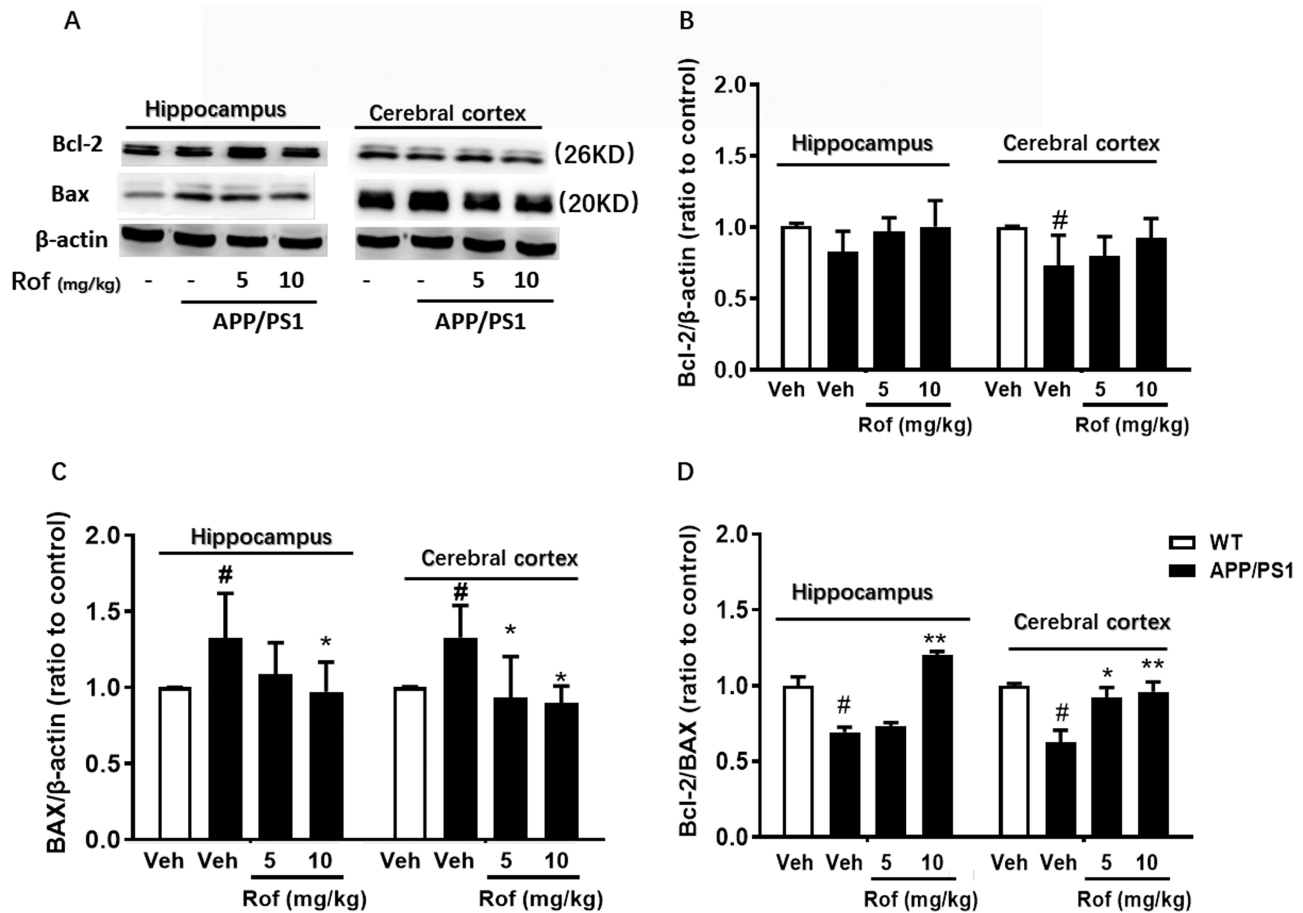 A
Hippocampus Cerebral cortex
Bcl-2 (26KD)
Bax (20KD)
β-actin
Rof (mg/kg) - - 5 10 - - 5 10
APP/PS1 APP/PS1
B
Bcl-2/β-actin (ratio to control)
2.0
1.5
1.0
0.5
0.0
Hippocampus Cerebral cortex
#
Veh Veh 5 10 Veh Veh 5 10
Rof (mg/kg) Rof (mg/kg)
C
BAX/β-actin (ratio to control)
2.0
1.5
1.0
0.5
0.0
Hippocampus
Cerebral cortex
# * # * *
Veh Veh 5 10 Veh Veh 5 10
Rof (mg/kg) Rof (mg/kg)
D
Bcl-2/BAX (ratio to control)
2.0
1.5
1.0
0.5
0.0
WT
APP/PS1
Hippocampus
Cerebral cortex
# ** # * **
Veh Veh 5 10 Veh Veh 5 10
Rof (mg/kg) Rof (mg/kg)